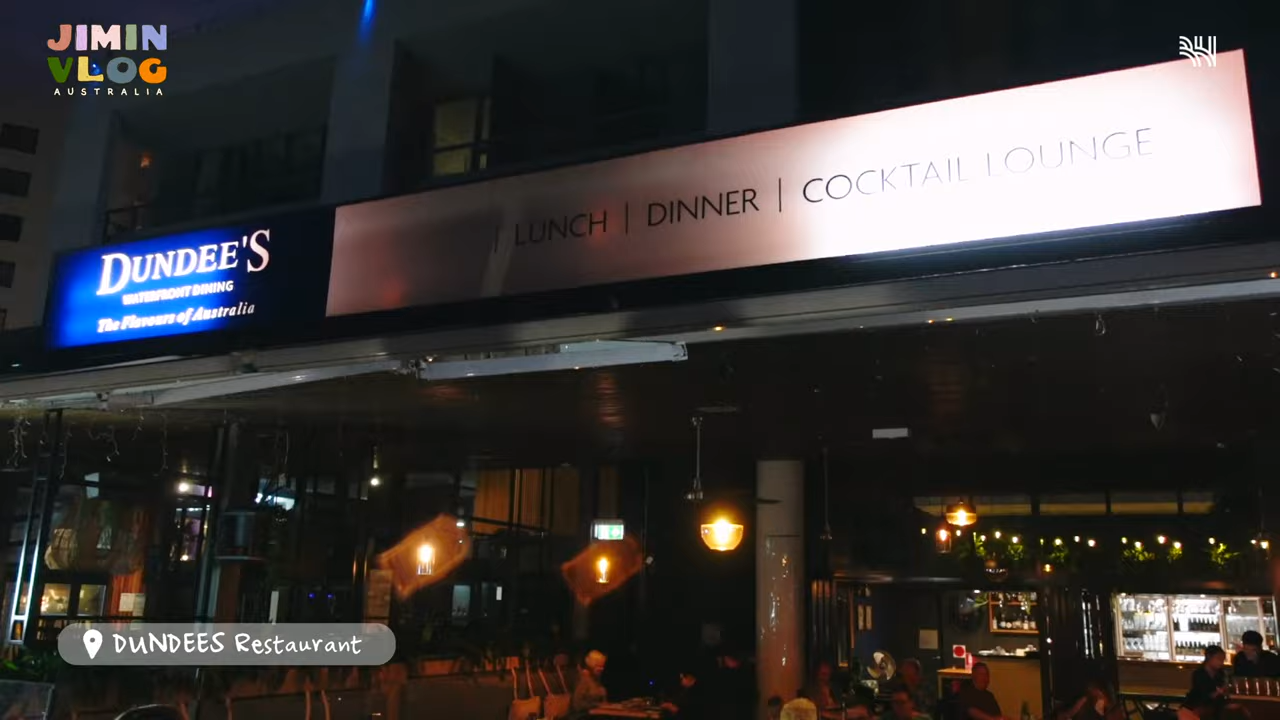 JIMIN
VLOG
AUSTRALIA
| LUNCH | DINNER | COCKTAIL LOUNGE
DUNDEE'S
WATERFRONT DINING
The Flavours of Australia
DUNDEES Restaurant